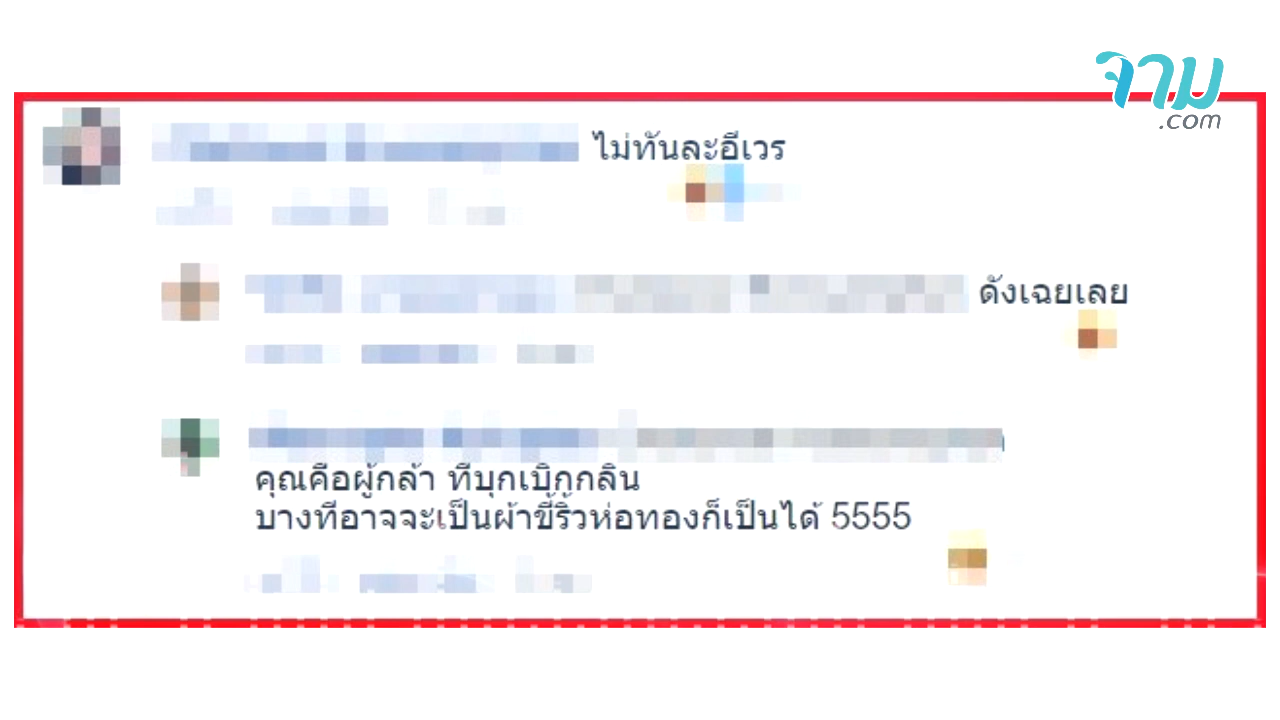 จาม
.com
ไม่ทันละอีเวร
ดังเฉยเลย
คุณคือผู้กล้า ที่บุกเบิกกลิ่น
บางทีอาจจะเป็นผ้าขี้ริ้วห่อทองก็เป็นได้ 5555